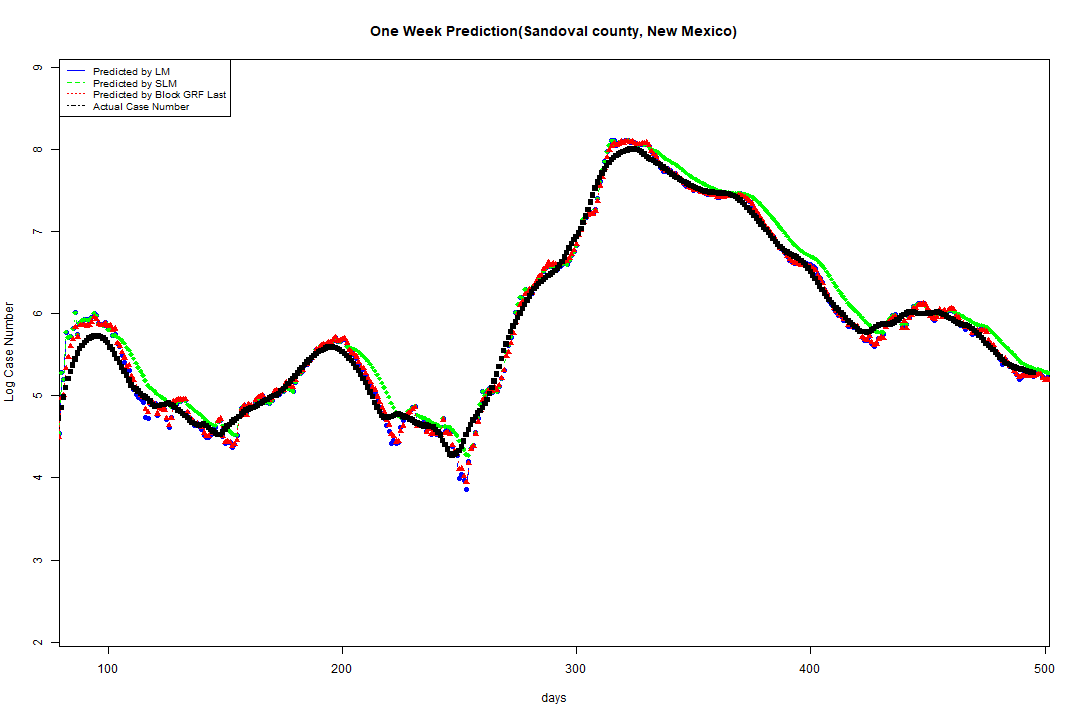 One Week Prediction(Sandoval county, New Mexico)
Predicted by LM
Predicted by SLM
Predicted by Block GRF Last
Actual Case Number
9
8
7
6
5
4
3
2
Log Case Number
100 200 300 400 500
days